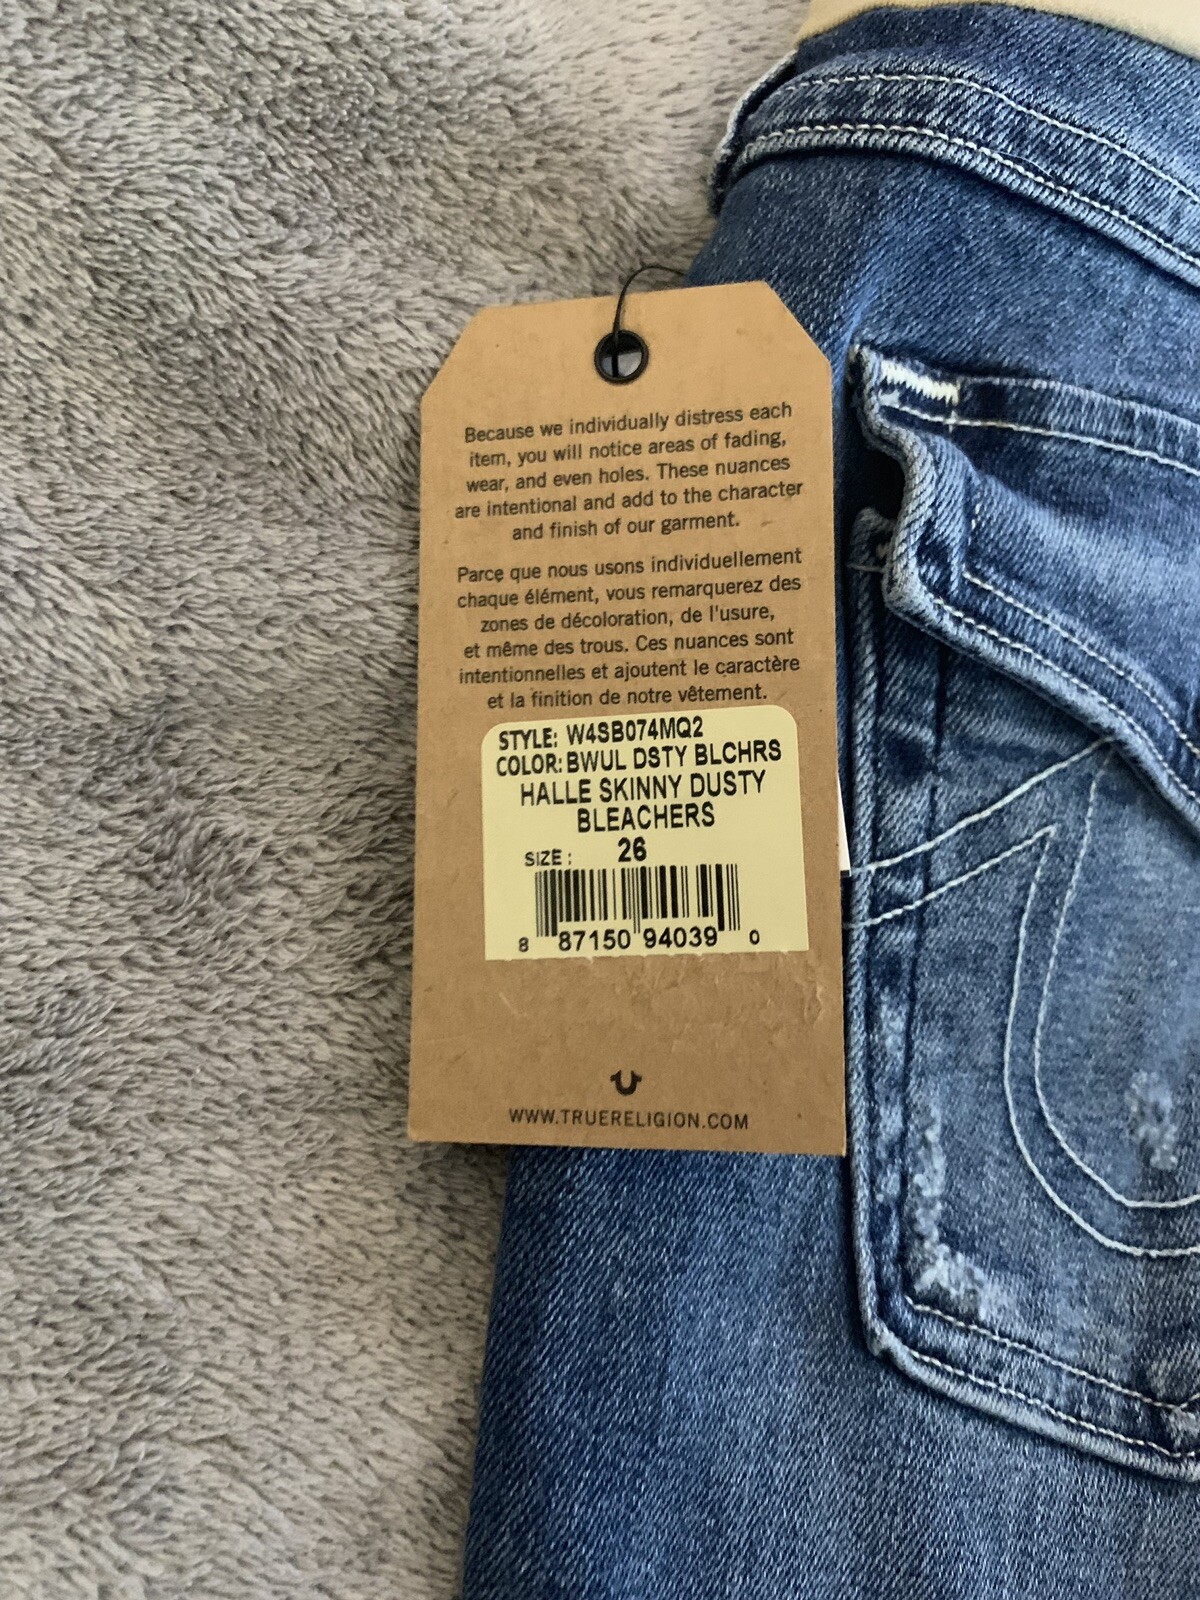 Because we individually distress each
item, you will notice areas of fading,
wear, and even holes. These nuances
are intentional and add to the character
and finish of our garment.
Parce que nous usons individuellement
chaque élément, vous remarquerez des
zones de décoloration, de l'usure,
et même des trous. Ces nuances sont
intentionnelles et ajoutent le caractère
et la finition de notre vêtement.
STYLE: W4SB074MQ2
COLOR: BWUL DSTY BLCHRS
HALLE SKINNY DUSTY
BLEACHERS
SIZE : 26
8 87150 94039 0
WWW.TRUERELIGION.COM